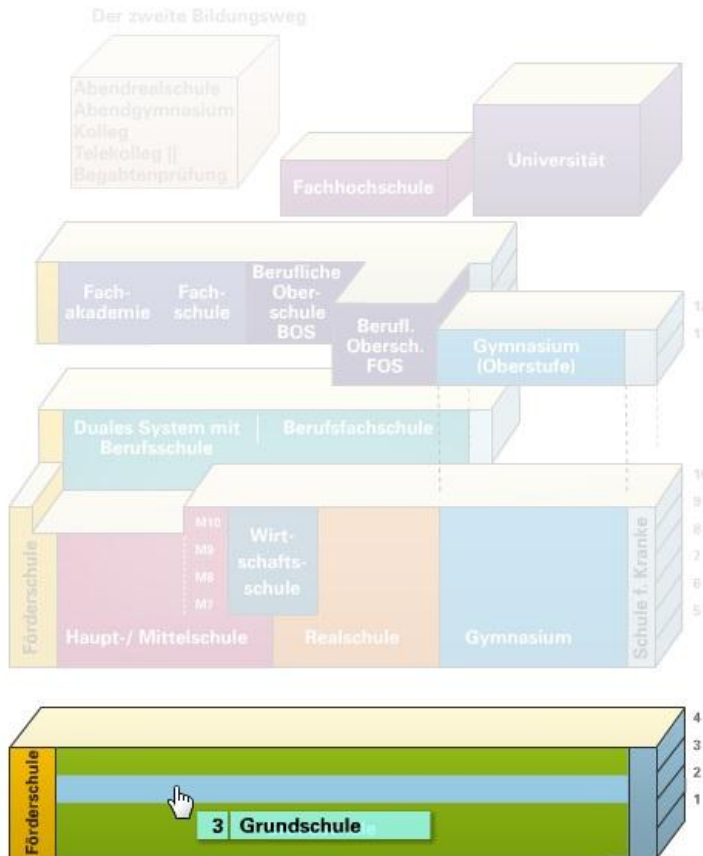 Der zweite Bildungsweg
Abendrealschule
Abendgymnasium
Kolleg
Telekolleg ||
Begabtenprüfung
Fachhochschule
Universität
Fach-
akademie
Fach-
schule
Berufliche
Ober-
schule
BOS
Berufl.
Obersch.
FOS
Gymnasium
(Oberstufe)
Duales System mit
Berufsschule
Berufsfachschule
10
9
8
7
6
5
Förderschule
M10
M9
M8
M7
Wirt-
schafts-
schule
Haupt-/ Mittelschule
Realschule
Gymnasium
Schule f. Kranke
4
3
2
1
Förderschule
3 Grundschule